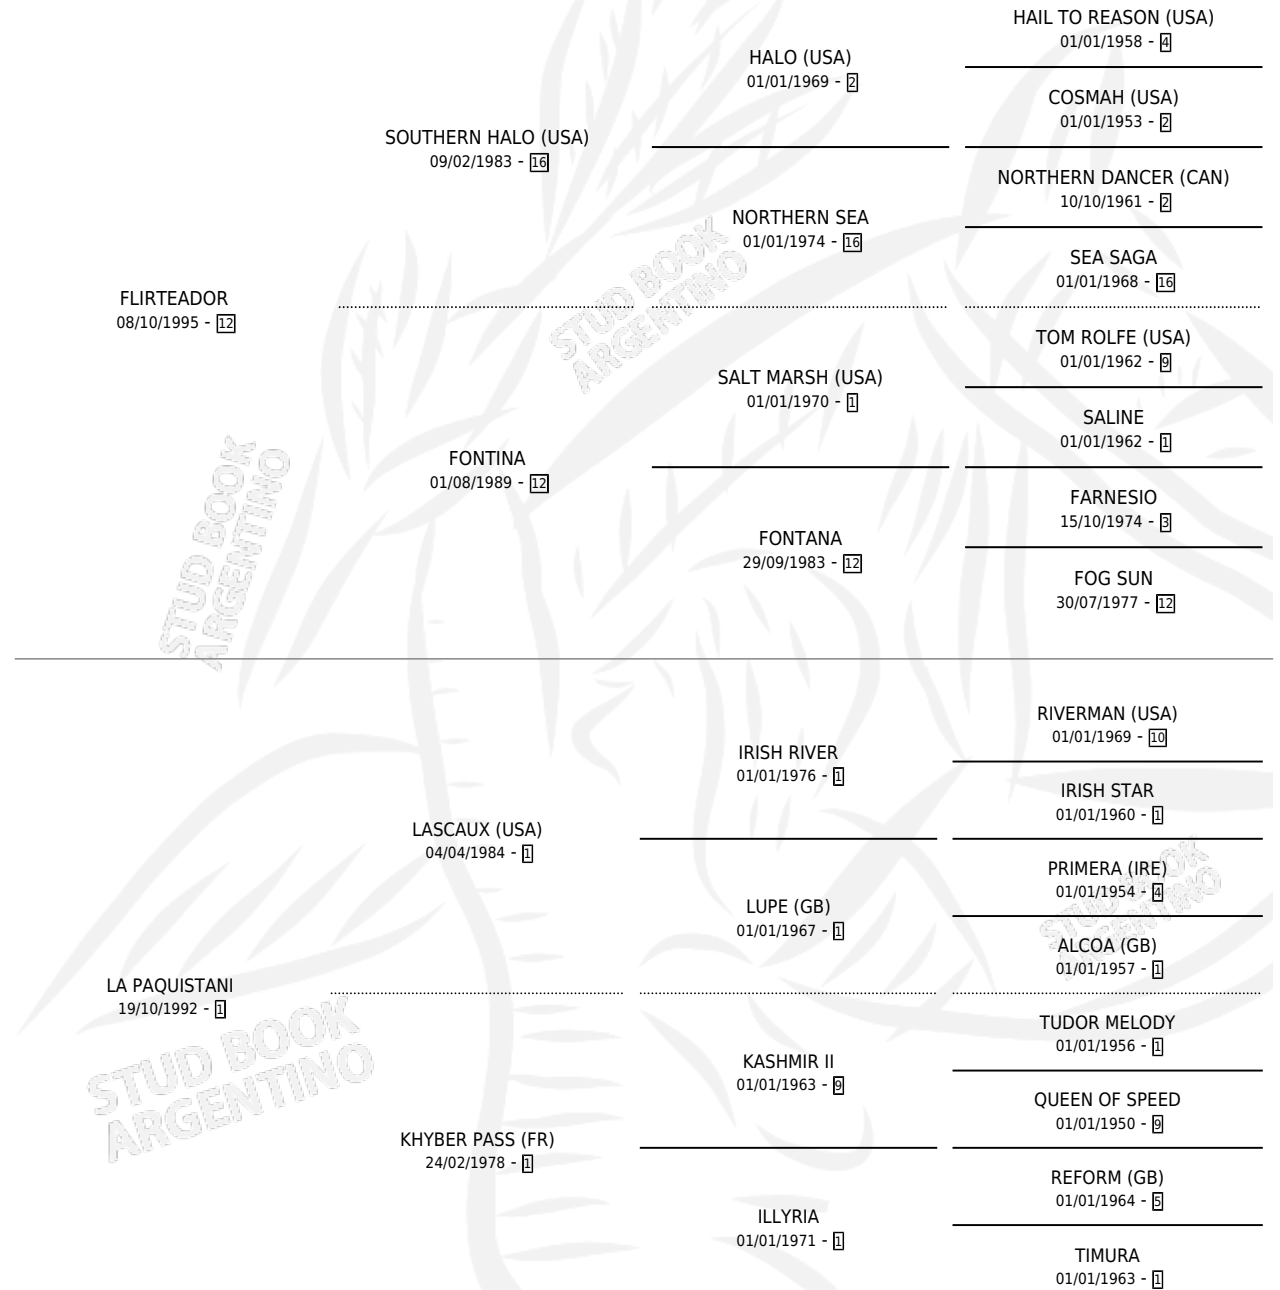 HAIL TO REASON (USA)
01/01/1958 - 4
HALO (USA)
01/01/1969 - 2
COSMAH (USA)
01/01/1953 - 2
SOUTHERN HALO (USA)
09/02/1983 - 16
NORTHERN DANCER (CAN)
10/10/1961 - 2
NORTHERN SEA
01/01/1974 - 16
SEA SAGA
01/01/1968 - 16
FLIRTEADOR
08/10/1995 - 12
TOM ROLFE (USA)
01/01/1962 - 9
SALT MARSH (USA)
01/01/1970 - 1
SALINE
01/01/1962 - 1
FONTINA
01/08/1989 - 12
FARNESIO
15/10/1974 - 3
FONTANA
29/09/1983 - 12
FOG SUN
30/07/1977 - 12
RIVERMAN (USA)
01/01/1969 - 10
IRISH RIVER
01/01/1976 - 1
IRISH STAR
01/01/1960 - 1
LASCAUX (USA)
04/04/1984 - 1
PRIMERA (IRE)
01/01/1954 - 4
LUPE (GB)
01/01/1967 - 1
ALCOA (GB)
01/01/1957 - 1
LA PAQUISTANI
19/10/1992 - 1
TUDOR MELODY
01/01/1956 - 1
KASHMIR II
01/01/1963 - 9
QUEEN OF SPEED
01/01/1950 - 9
KHYBER PASS (FR)
24/02/1978 - 1
REFORM (GB)
01/01/1964 - 5
ILLYRIA
01/01/1971 - 1
TIMURA
01/01/1963 - 1
STUD BOOK
ARGENTINO
STUD BOOK
ARGENTINO
STUD BOOK
ARGENTINO
STUD BOOK
ARGENTINO